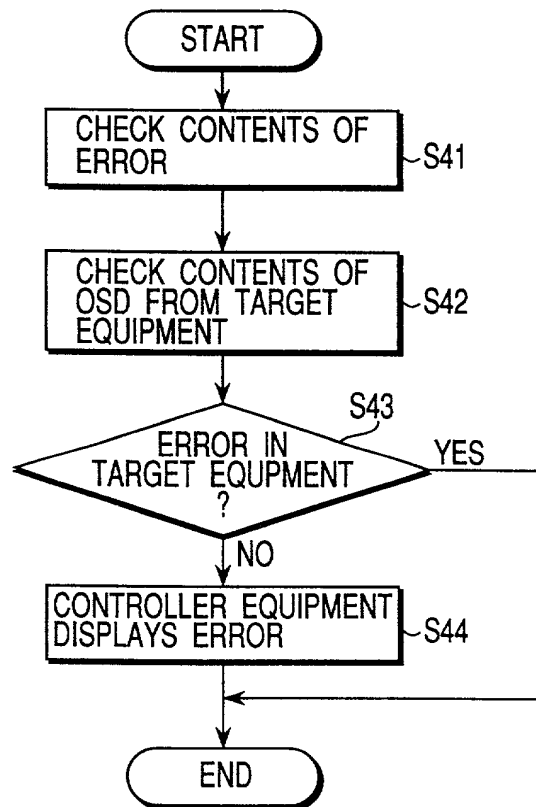 START
CHECK CONTENTS OF
ERROR
S41
CHECK CONTENTS OF
OSD FROM TARGET
EQUIPMENT
S42
S43
ERROR IN
TARGET EQUPMENT
?
YES
NO
CONTROLLER EQUIPMENT
DISPLAYS ERROR
S44
END